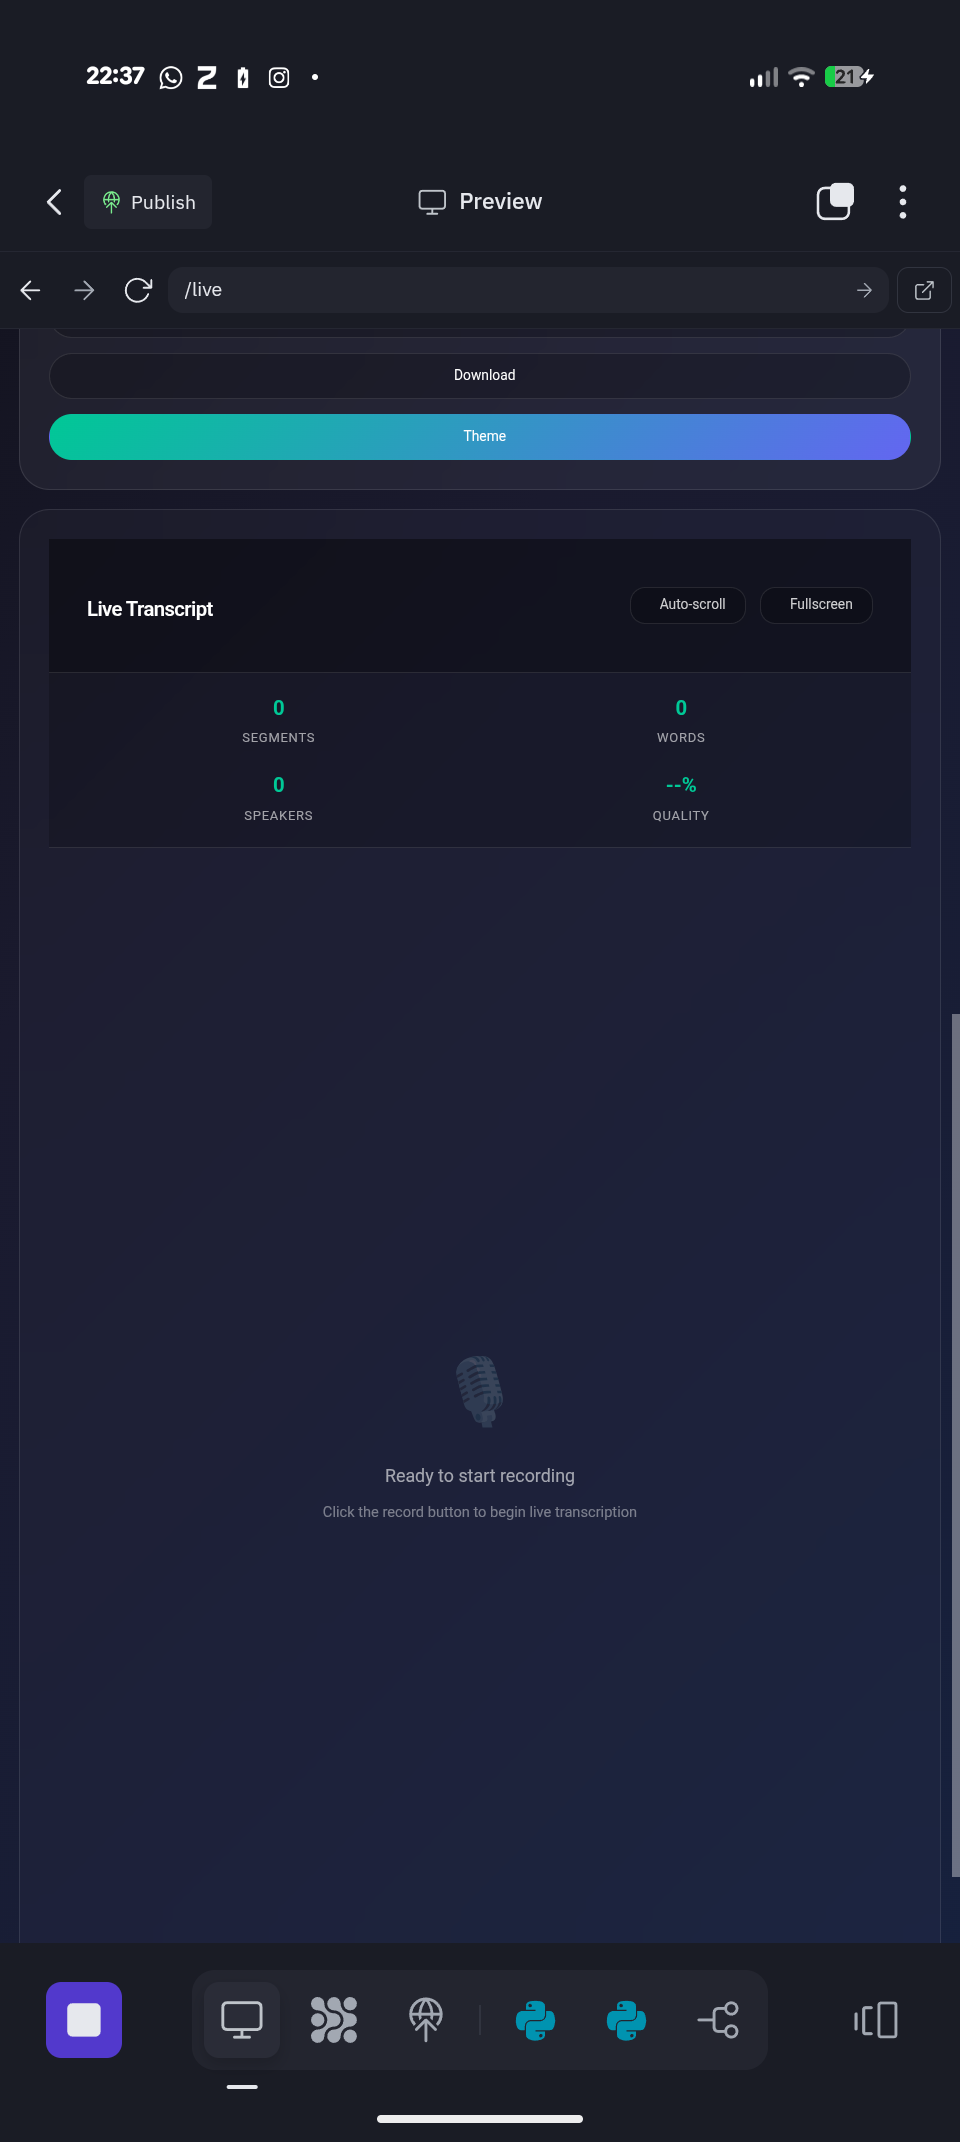 22:37
21
Publish
Preview
/live
Download
Theme
Live Transcript
Auto-scroll
Fullscreen
0
0
SEGMENTS
WORDS
0
--%
SPEAKERS
QUALITY
Ready to start recording
Click the record button to begin live transcription